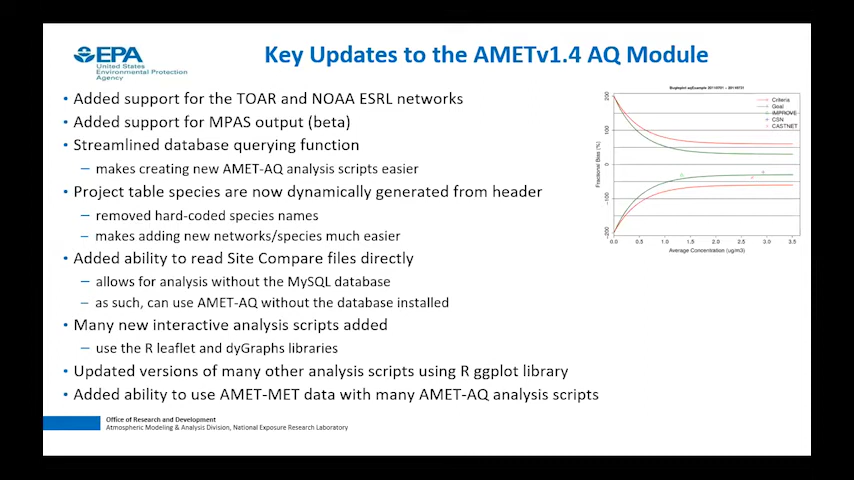 EPA
United States
Environmental Protection
Agency
Key Updates to the AMETv1.4 AQ Module
• Added support for the TOAR and NOAA ESRL networks
• Added support for MPAS output (beta)
• Streamlined database querying function
– makes creating new AMET-AQ analysis scripts easier
• Project table species are now dynamically generated from header
– removed hard-coded species names
– makes adding new networks/species much easier
• Added ability to read Site Compare files directly
– allows for analysis without the MySQL database
– as such, can use AMET-AQ without the database installed
• Many new interactive analysis scripts added
– use the R leaflet and dyGraphs libraries
• Updated versions of many other analysis scripts using R ggplot library
• Added ability to use AMET-MET data with many AMET-AQ analysis scripts
Criteria
Goal
IMPROVE
CSN
CASTNET
Fractional Bias (%)
200
100
0
-100
-200
0.0 0.5 1.0 1.5 2.0 2.5 3.0 3.5
Average Concentration (ug/m3)
Office of Research and Development
Atmospheric Modeling & Analysis Division, National Exposure Research Laboratory